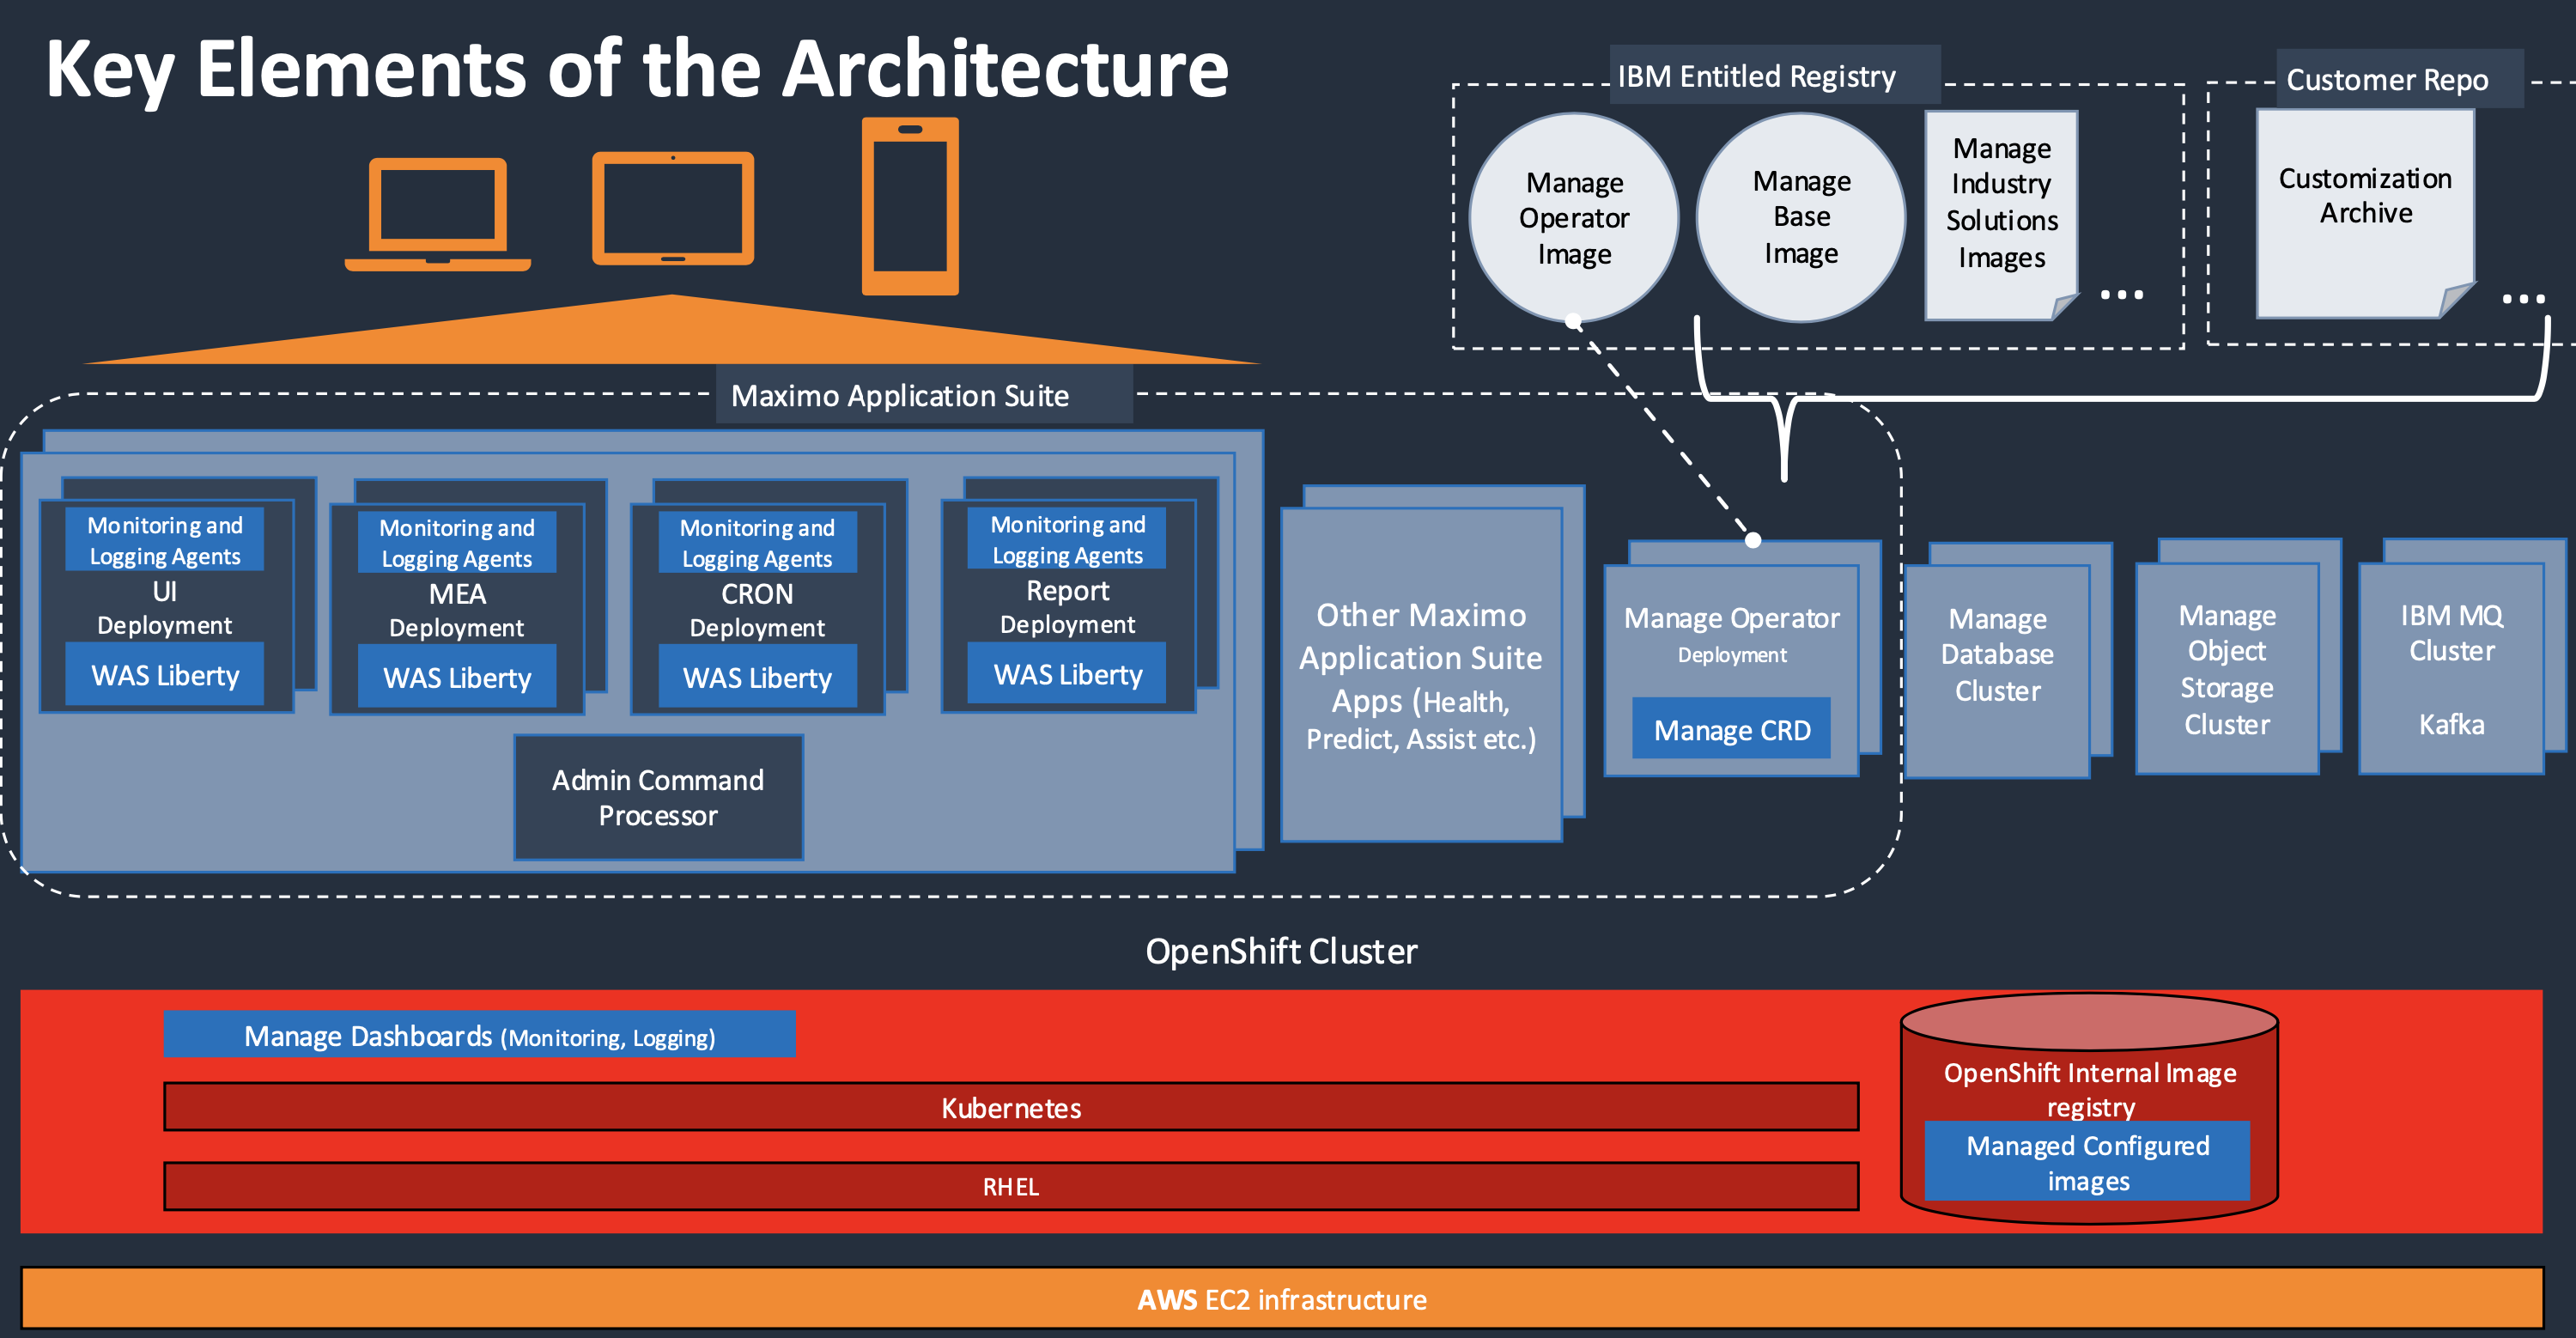 Key Elements of the Architecture
IBM Entitled Registry
Customer Repo
Manage
Operator
Image
Manage
Base
Image
Manage
Industry
Solutions
Images
...
Customization
Archive
...
Maximo Application Suite
Monitoring and
Logging Agents
UI
Deployment
WAS Liberty
Monitoring and
Logging Agents
MEA
Deployment
WAS Liberty
Monitoring and
Logging Agents
CRON
Deployment
WAS Liberty
Monitoring and
Logging Agents
Report
Deployment
WAS Liberty
Admin Command
Processor
Other Maximo
Application Suite
Apps (Health,
Predict, Assist etc.)
Manage Operator
Deployment
Manage CRD
Manage
Database
Cluster
Manage
Object
Storage
Cluster
IBM MQ
Cluster
Kafka
OpenShift Cluster
Manage Dashboards (Monitoring, Logging)
Kubernetes
RHEL
OpenShift Internal Image
registry
Managed Configured
images
AWS EC2 infrastructure